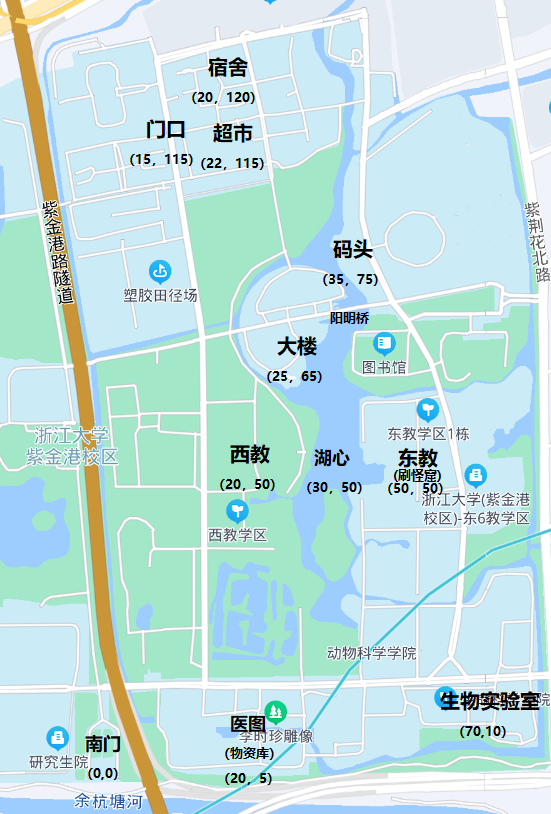 宿舍
(20, 120)
门口
超市
(15, 115)
(22, 115)
紫金港路隧道
紫荆花北路
码头
(35, 75)
塑胶田径场
阳明桥
大楼
图书馆
(25, 65)
东教学区1栋
浙江大学
紫金港校区
西教
湖心
东教
(刷怪窟)
(20, 50)
(30, 50)
(50, 50)
浙江大学(紫金港
校区)-东6教学区
西教学区
动物科学学院
生物实验室
院
医图
(70,10)
李时珍雕像
南门
(物资库)
研究生院
(0,0)
(20, 5)
余杭塘河